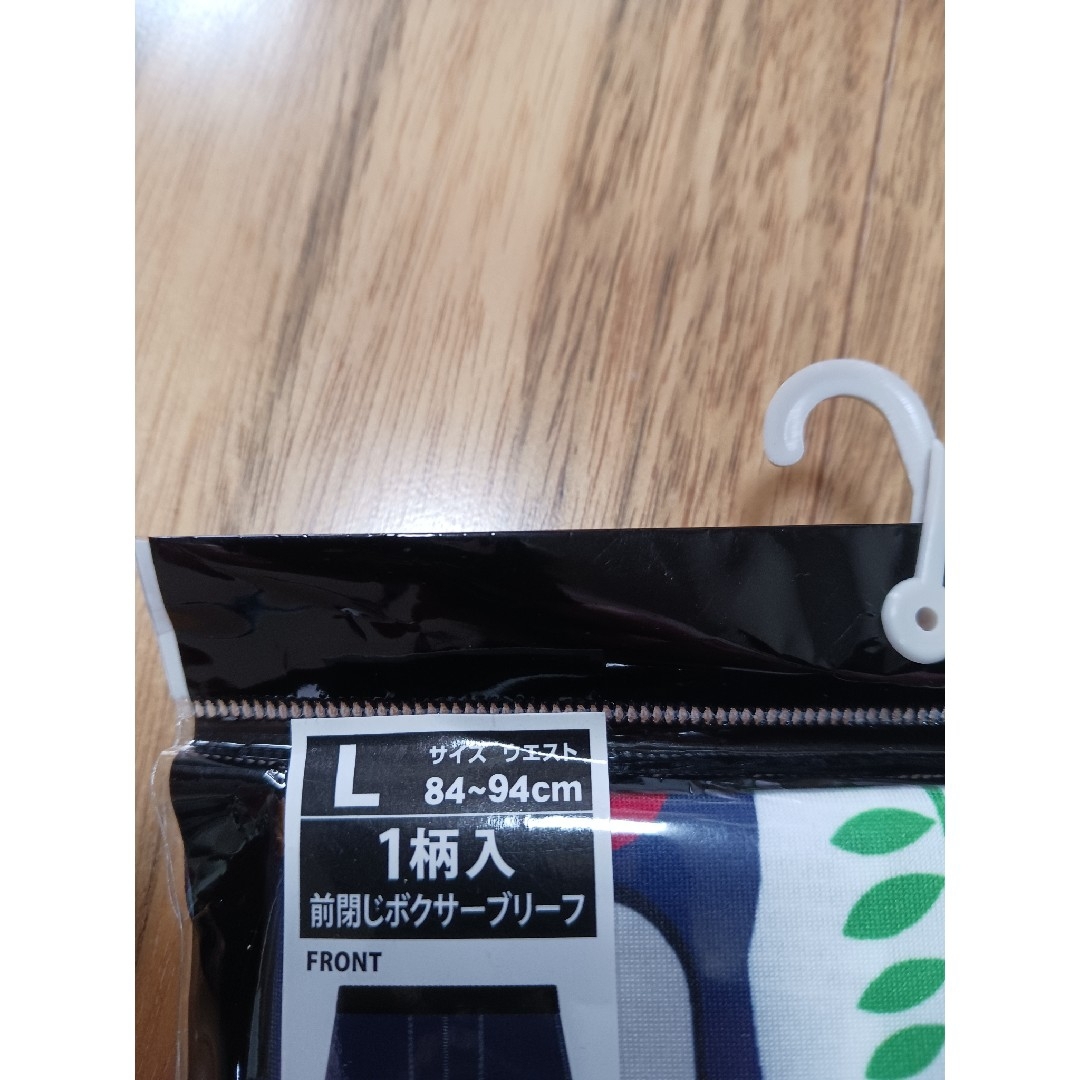 L
サイズ ウエスト
84~94cm
1柄入
前閉じボクサーブリーフ
FRONT